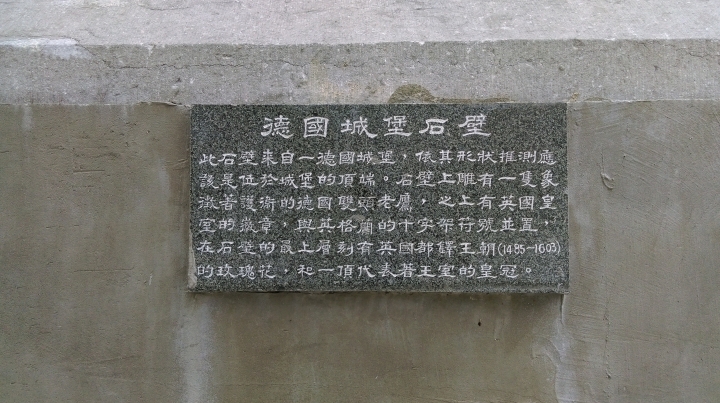 德國城堡石壁
此石壁來自一德國城堡，依其形狀推測應
該是位於城堡的頂端。石壁上雕有一隻象
徵著護衛的德國雙頭老鷹，之上有英國皇
室的徽章，與英格蘭的十字架符號並置，
在石壁的最上層刻有英國都鐸王朝(1485-1603)
的玫瑰花，和一頂代表著王室的皇冠。